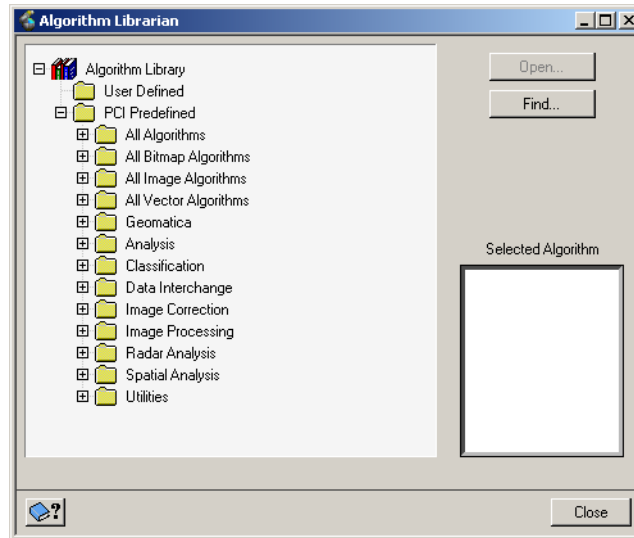 Algorithm Librarian
Algorithm Library
User Defined
PCI Predefined
All Algorithms
All Bitmap Algorithms
All Image Algorithms
All Vector Algorithms
Geomatica
Analysis
Classification
Data Interchange
Image Correction
Image Processing
Radar Analysis
Spatial Analysis
Utilities
Open...
Find...
Selected Algorithm
?
Close